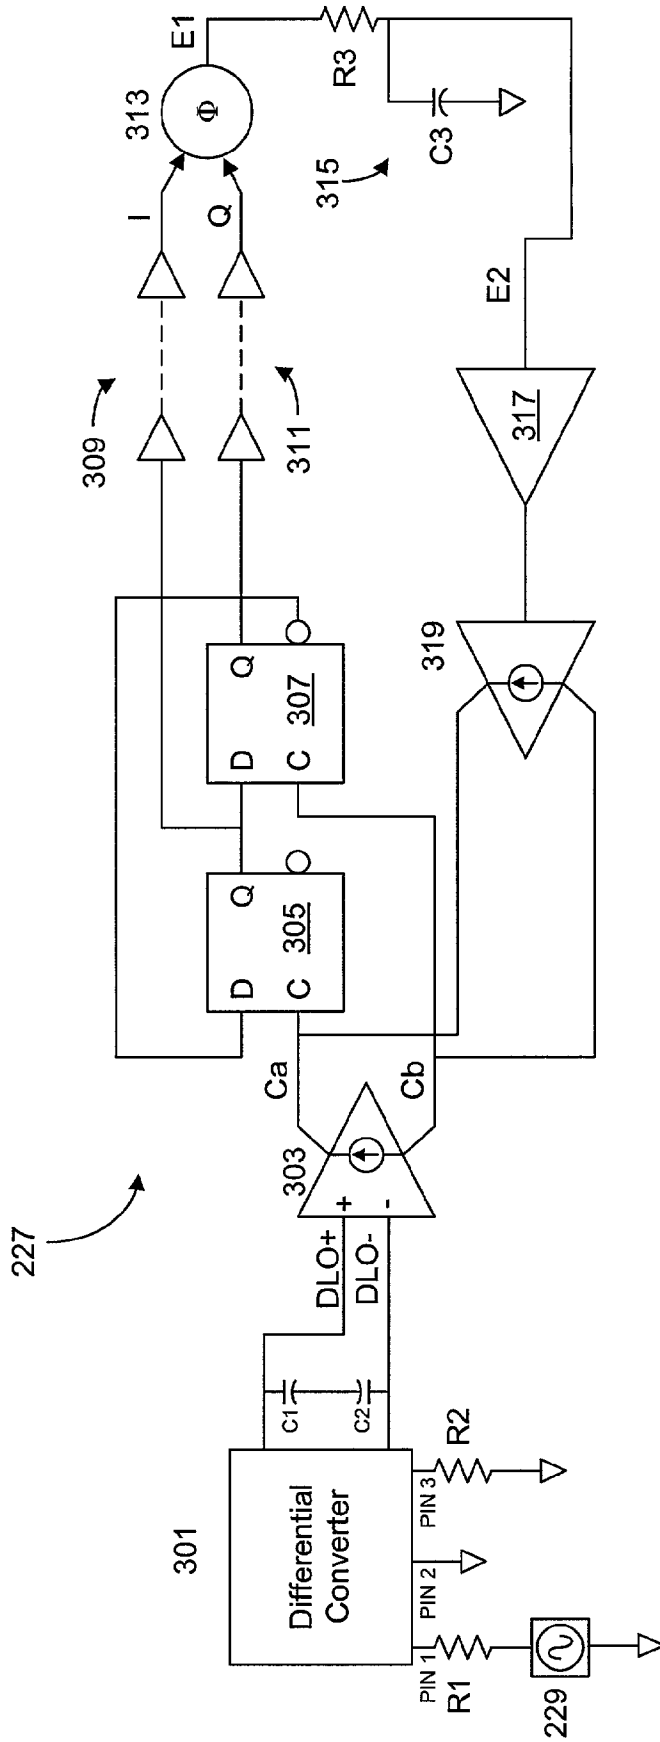 227
301
Differential
Converter
C1
C2
DLO+
DLO-
PIN 1
PIN 2
PIN 3
R1
R2
229
303
+
-
Ca
Cb
D
Q
C
305
D
Q
C
307
309
311
I
Q
313
Φ
E1
R3
C3
315
E2
317
319